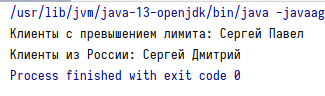 /usr/lib/jvm/java-13-openjdk/bin/java -javaag
Клиенты с превышением лимита: Сергей Павел
Клиенты из России: Сергей Дмитрий
Process finished with exit code 0